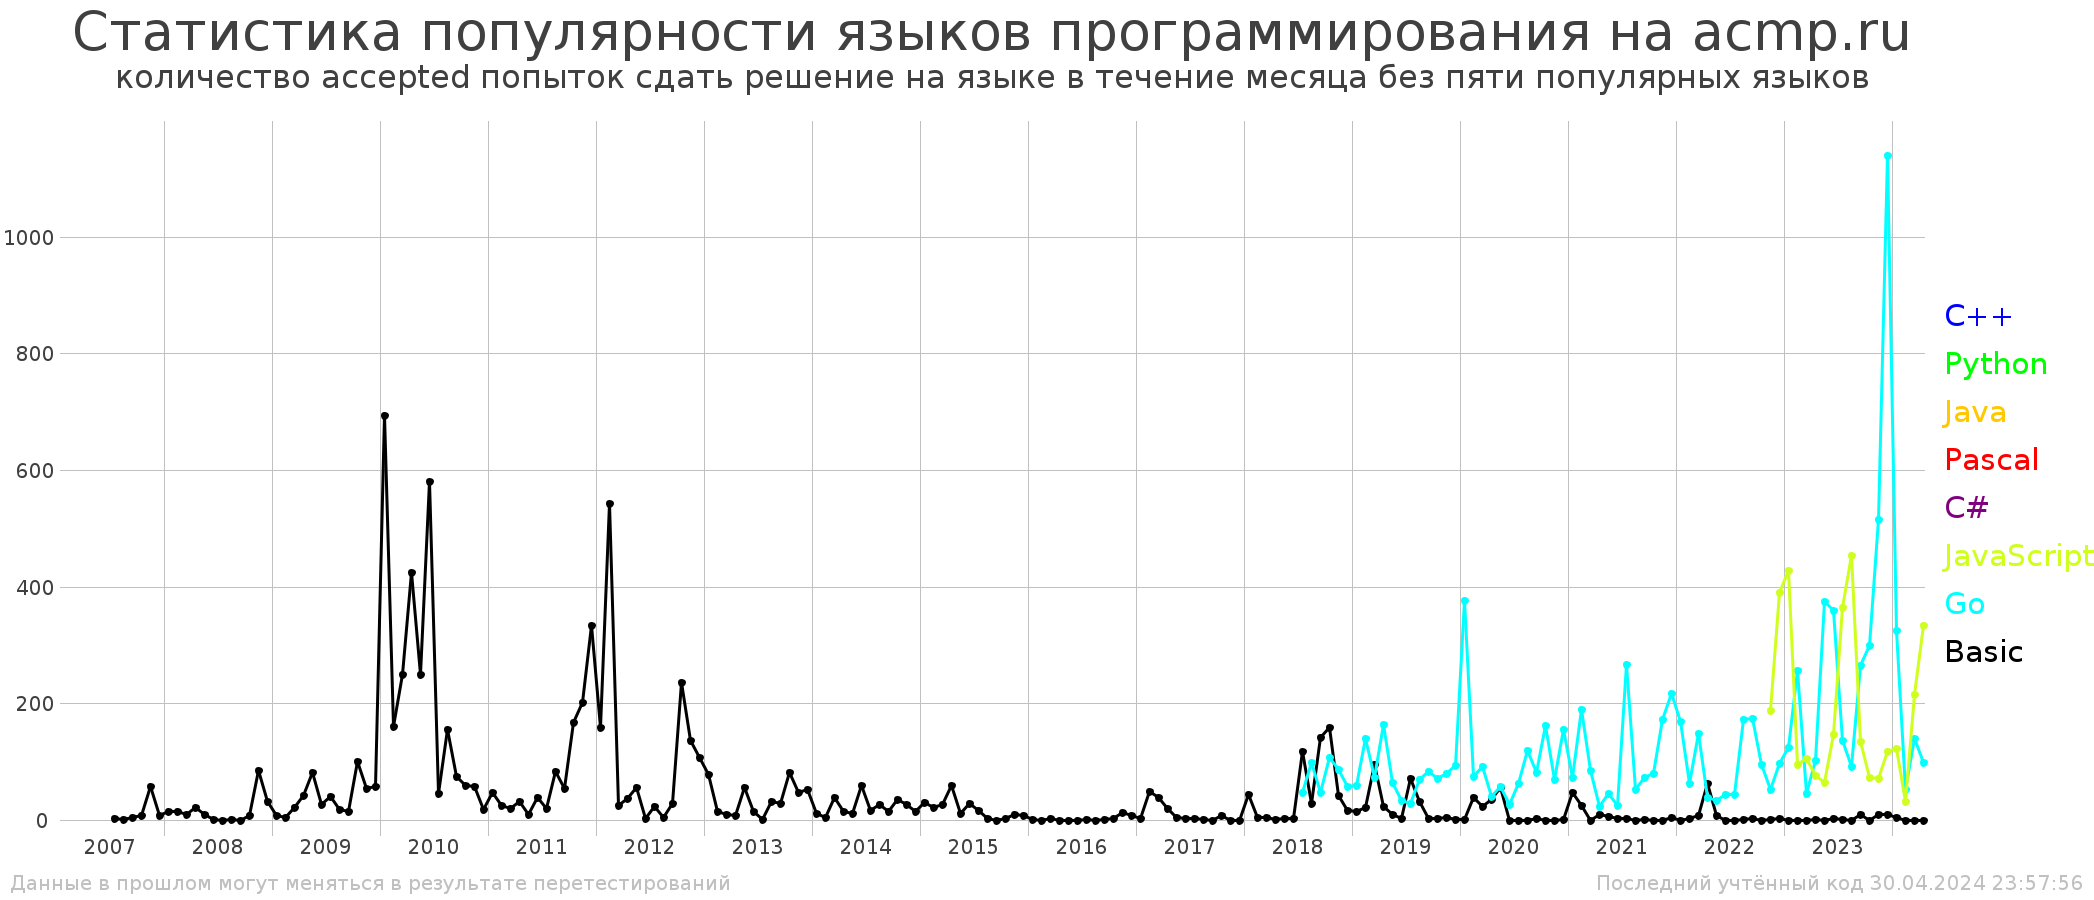 Статистика популярности языков программирования на acmp.ru
количество accepted попыток сдать решение на языке в течение месяца без пяти популярных языков
1000
800
600
400
200
0
C++
Python
Java
Pascal
C#
JavaScript
Go
Basic
2007 2008 2009 2010 2011 2012 2013 2014 2015 2016 2017 2018 2019 2020 2021 2022 2023
Данные в прошлом могут меняться в результате перетестирований
Последний учтённый код 30.04.2024 23:57:56